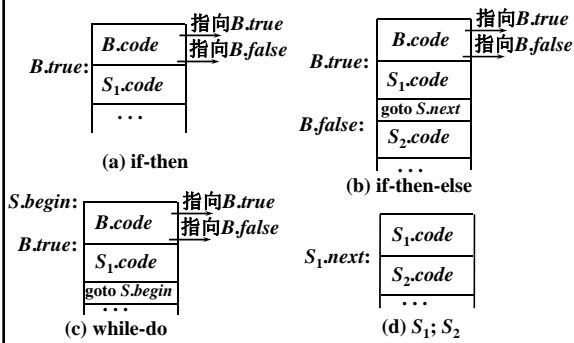 指向B.true
B.code
指向B.false
B.true:
S₁.code
...
(a) if-then
指向B.true
B.code
指向B.false
B.true:
S₁.code
goto S.next
B.false:
S₂.code
...
(b) if-then-else
S.begin:
指向B.true
B.code
指向B.false
B.true:
S₁.code
goto S.begin
...
(c) while-do
S₁.code
S₁.next:
S₂.code
...
(d) S₁; S₂